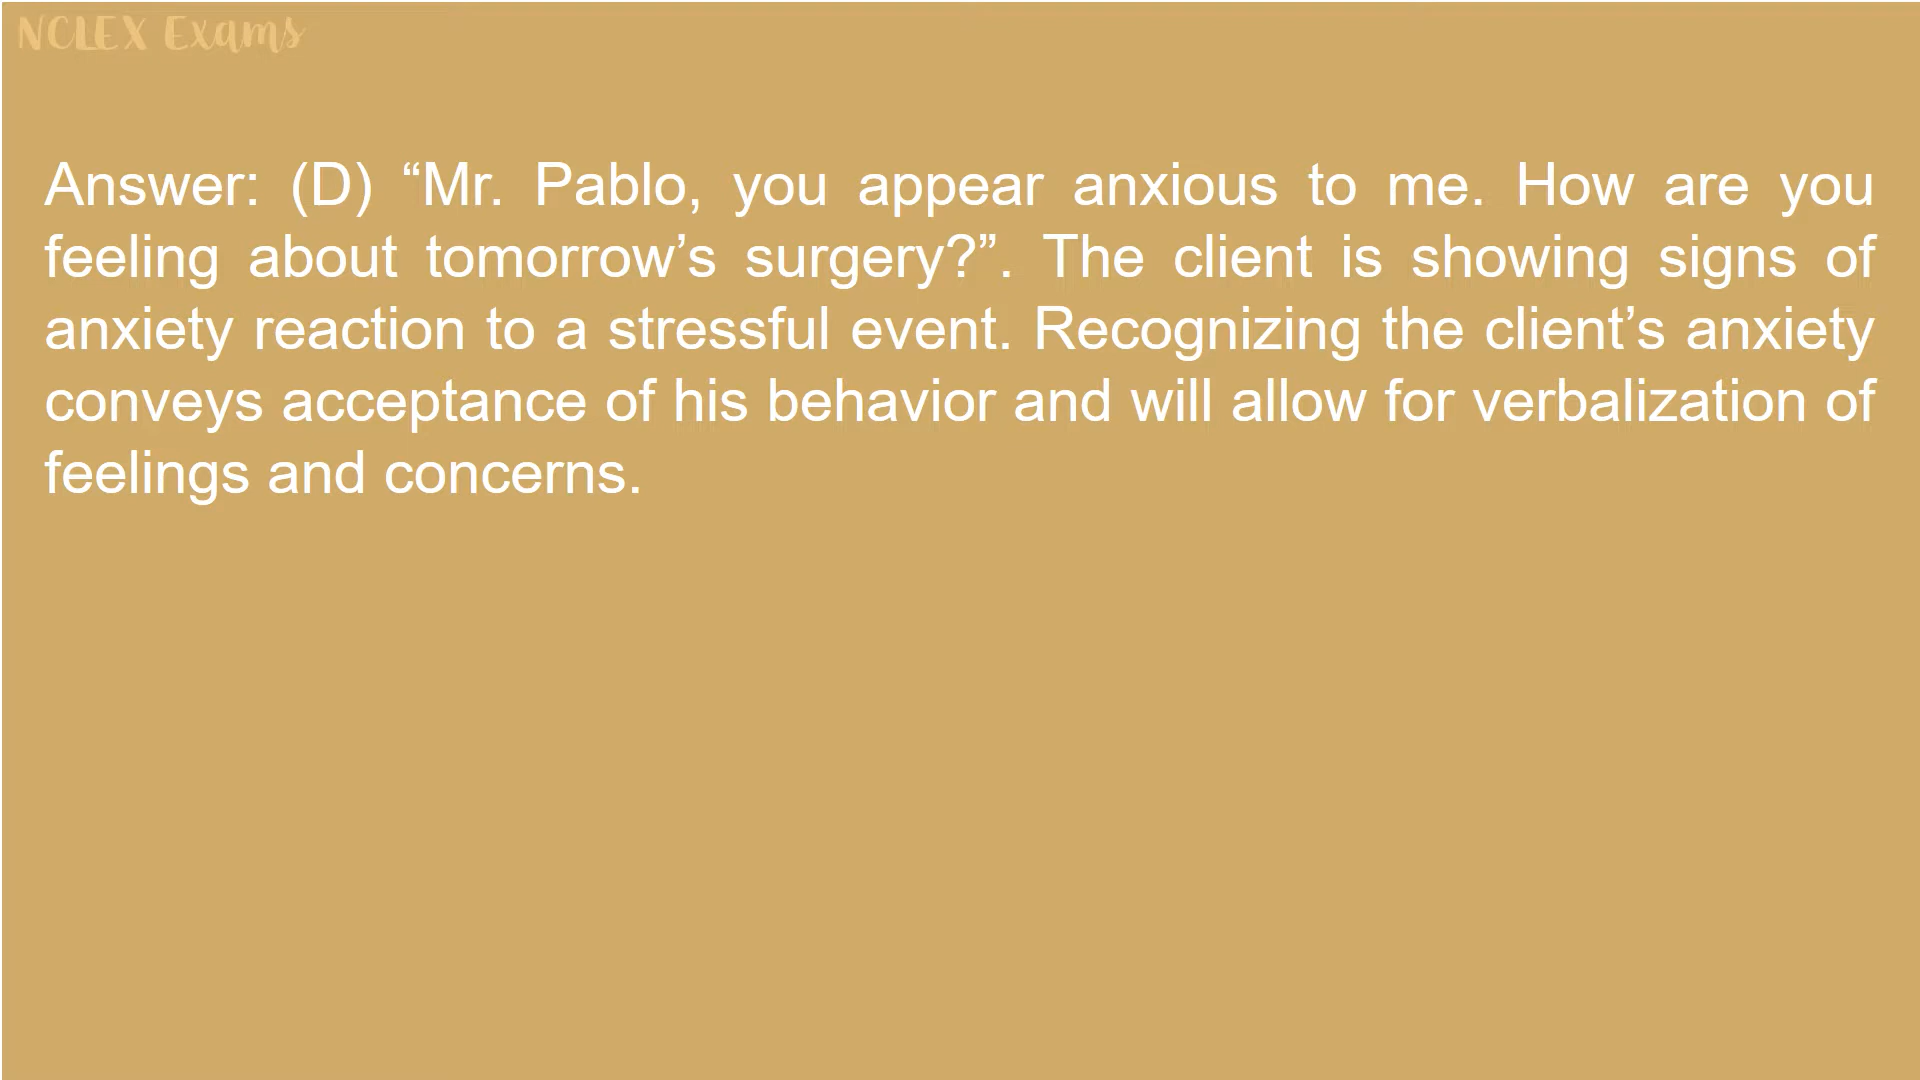 NCLEX Exams
Answer: (D) “Mr. Pablo, you appear anxious to me. How are you
feeling about tomorrow’s surgery?”. The client is showing signs of
anxiety reaction to a stressful event. Recognizing the client’s anxiety
conveys acceptance of his behavior and will allow for verbalization of
feelings and concerns.